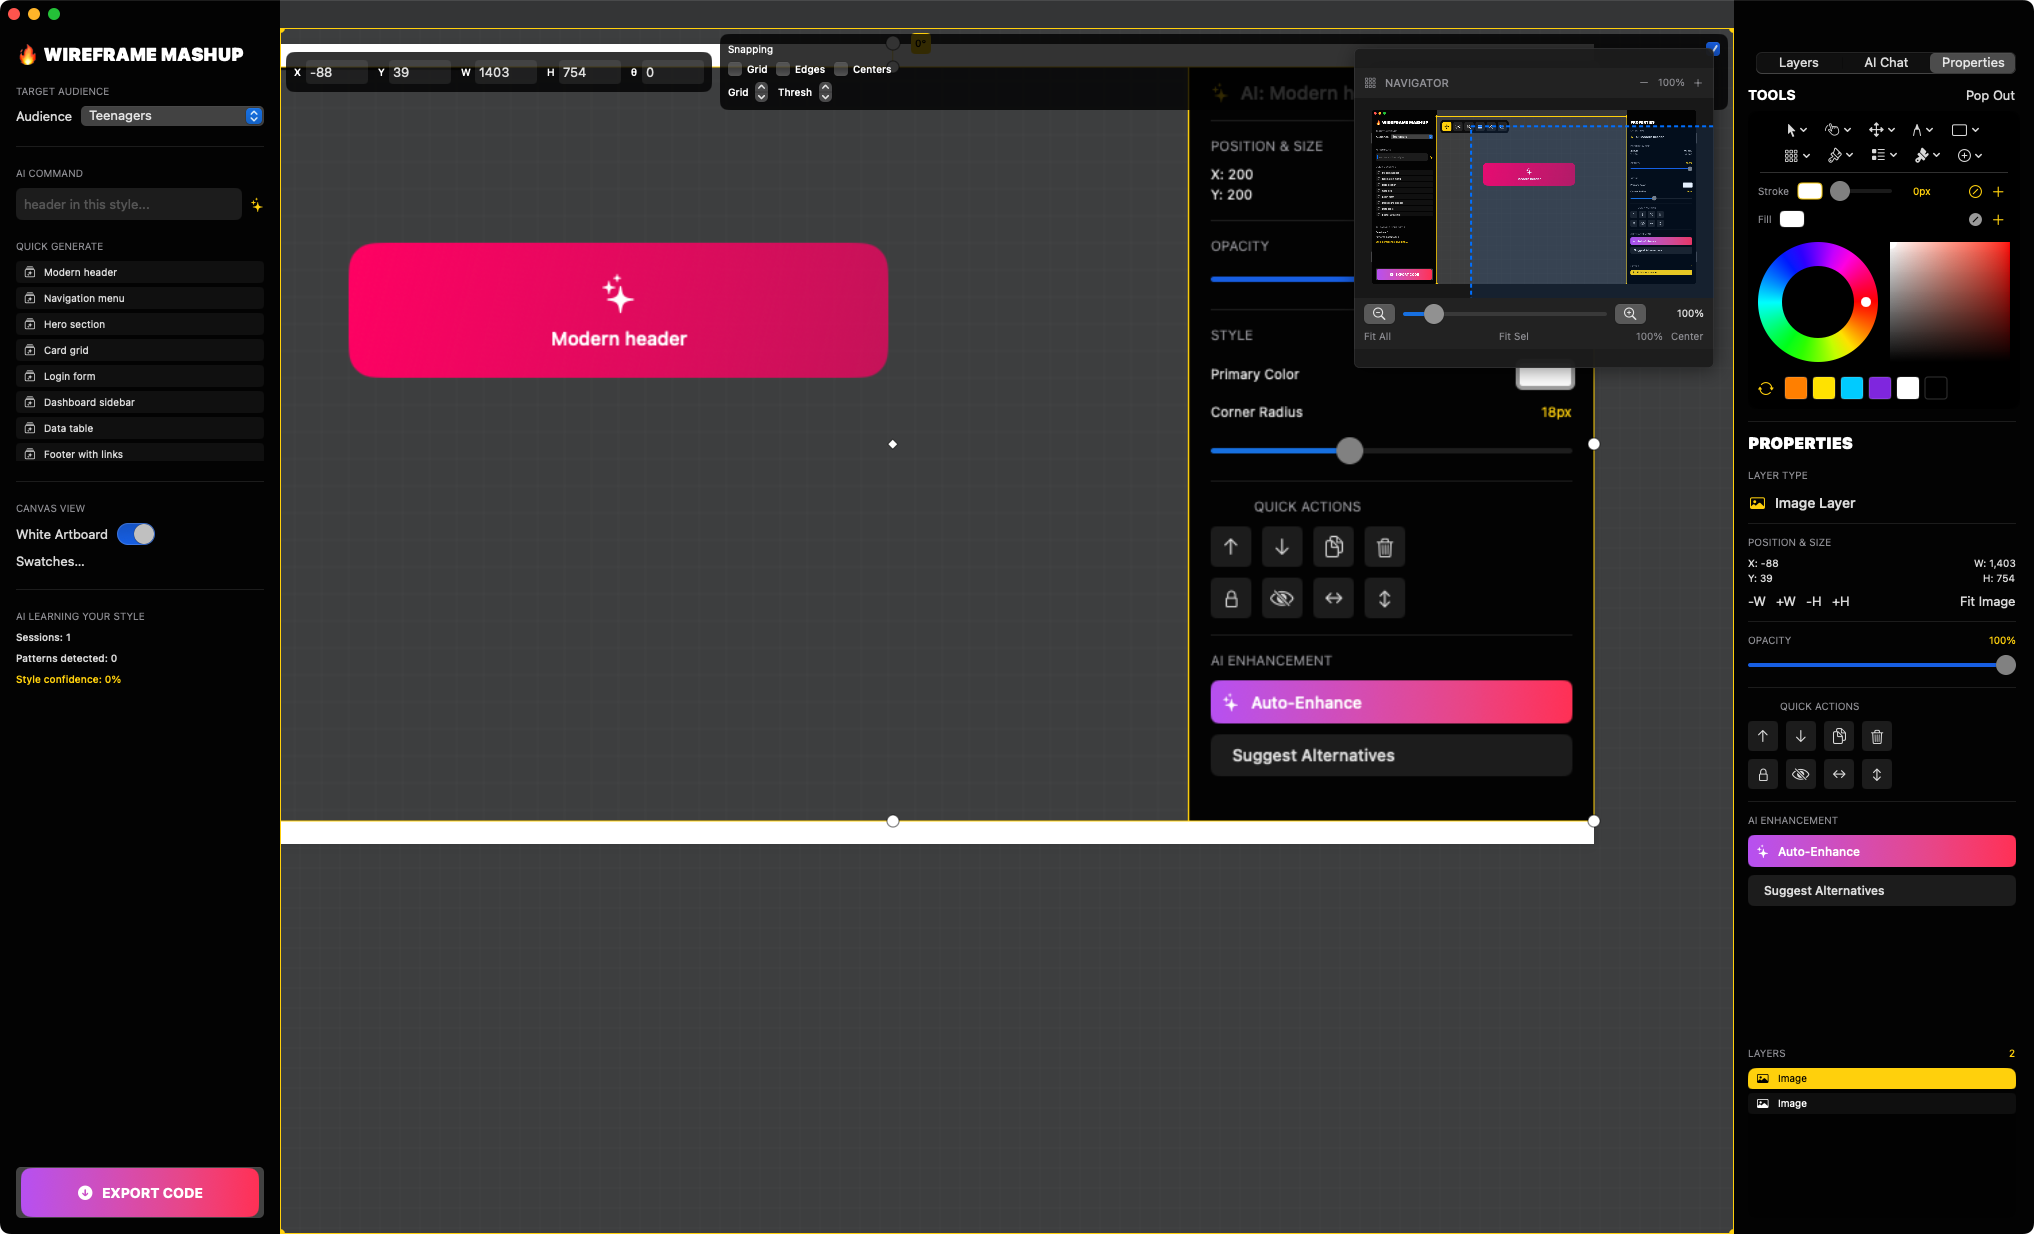 🔥 WIREFRAME MASHUP
TARGET AUDIENCE
Audience Teenagers
AI COMMAND
header in this style...
QUICK GENERATE
Modern header
Navigation menu
Hero section
Card grid
Login form
Dashboard sidebar
Data table
Footer with links
CANVAS VIEW
White Artboard
Swatches...
AI LEARNING YOUR STYLE
Sessions: 1
Patterns detected: 0
Style confidence: 0%
EXPORT CODE
X -88 Y 39 W 1403 H 754 θ 0
Snapping
0°
Grid Edges Centers
Grid Thresh
Modern header
AI: Modern h
POSITION & SIZE
X: 200
Y: 200
OPACITY
STYLE
Primary Color
Corner Radius 18px
QUICK ACTIONS
AI ENHANCEMENT
Auto-Enhance
Suggest Alternatives
NAVIGATOR − 100% +
WIREFRAME MASHUP
PROPERTIES
EXPORT CODE
100%
Fit All Fit Sel 100% Center
Layers AI Chat Properties
TOOLS Pop Out
Stroke 0px
Fill
PROPERTIES
LAYER TYPE
Image Layer
POSITION & SIZE
X: -88 W: 1,403
Y: 39 H: 754
-W +W -H +H Fit Image
OPACITY 100%
QUICK ACTIONS
AI ENHANCEMENT
Auto-Enhance
Suggest Alternatives
LAYERS 2
Image
Image